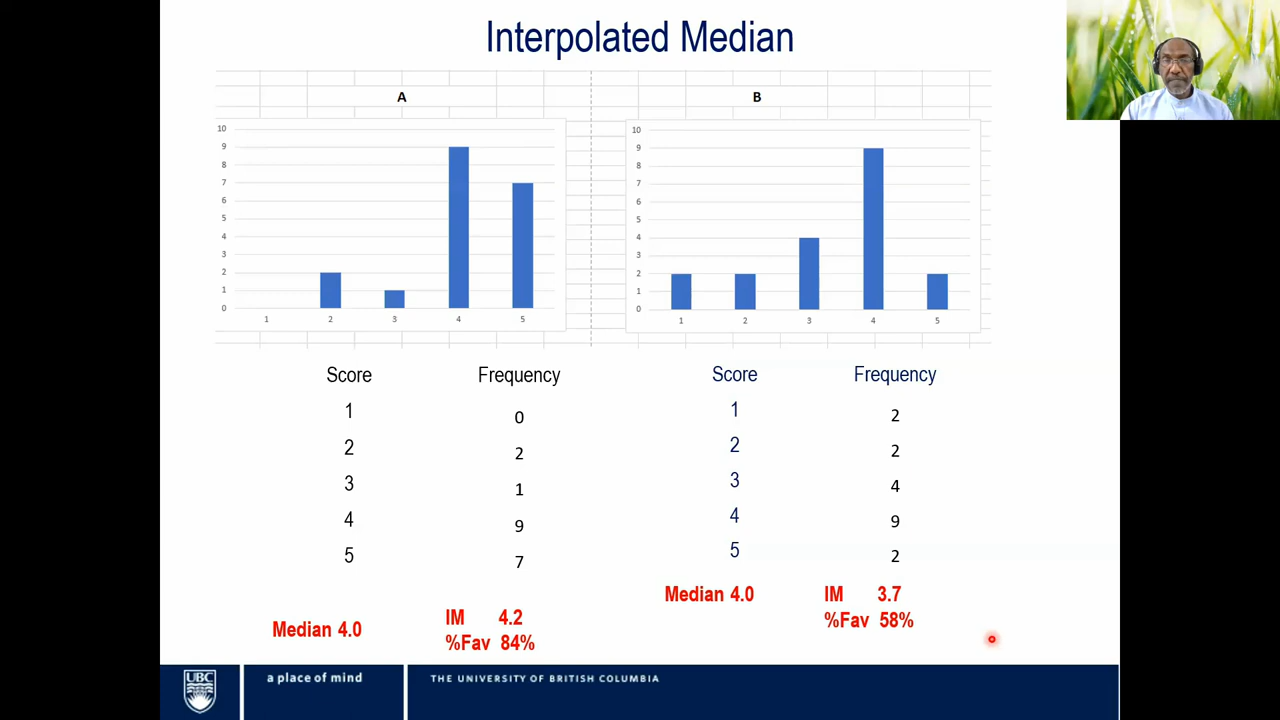 Interpolated Median
A
10
9
8
7
6
5
4
3
2
1
0
1 2 3 4 5
B
10
9
8
7
6
5
4
3
2
1
0
1 2 3 4 5
Score Frequency
1 0
2 2
3 1
4 9
5 7
Median 4.0
IM 4.2
%Fav 84%
Score Frequency
1 2
2 2
3 4
4 9
5 2
Median 4.0
IM 3.7
%Fav 58%
UBC
a place of mind
THE UNIVERSITY OF BRITISH COLUMBIA